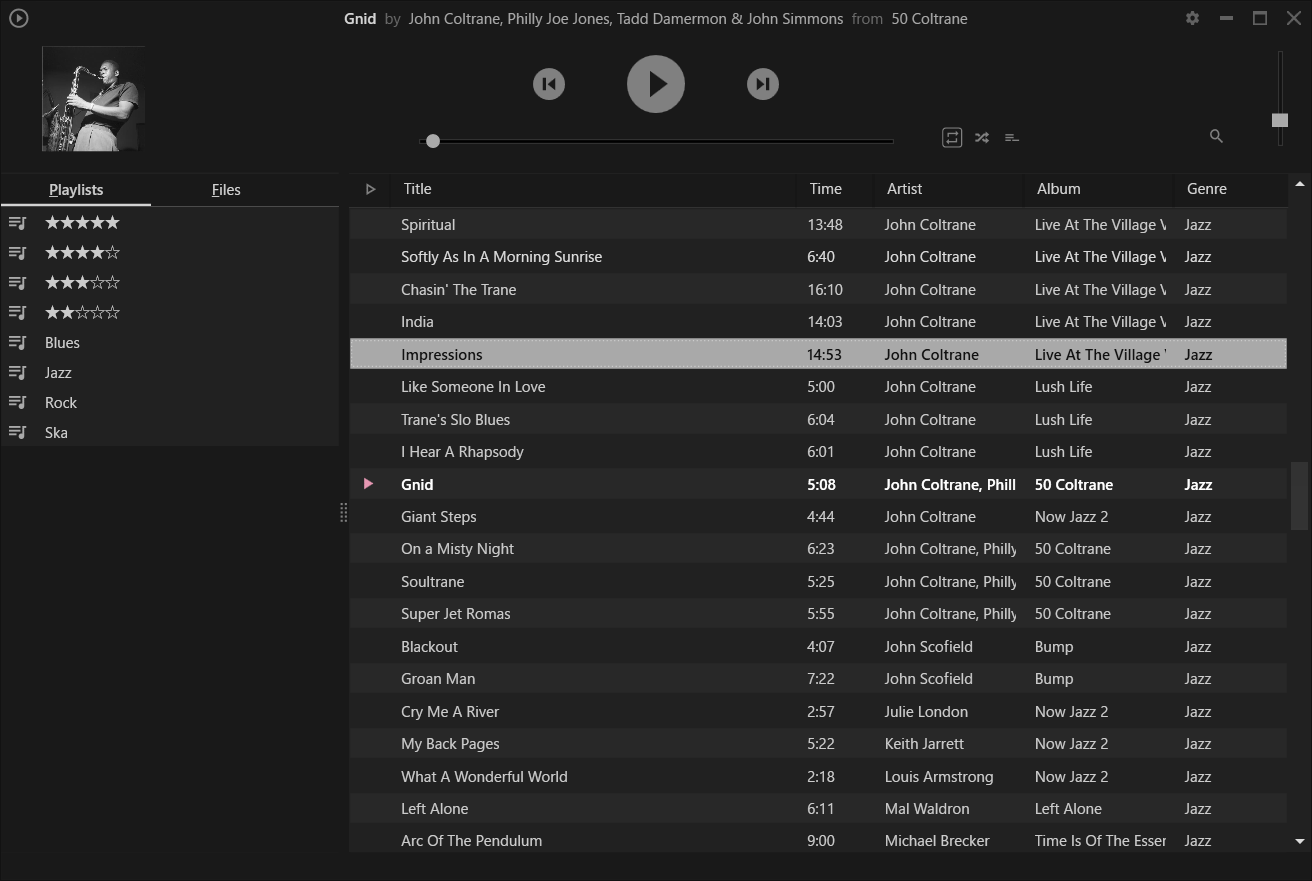 Gnid by John Coltrane, Philly Joe Jones, Tadd Damermon & John Simmons from 50 Coltrane
Playlists Files
★★★★★
★★★★☆
★★★☆☆
★★☆☆☆
Blues
Jazz
Rock
Ska
Title Time Artist Album Genre
Spiritual 13:48 John Coltrane Live At The Village V Jazz
Softly As In A Morning Sunrise 6:40 John Coltrane Live At The Village V Jazz
Chasin' The Trane 16:10 John Coltrane Live At The Village V Jazz
India 14:03 John Coltrane Live At The Village V Jazz
Impressions 14:53 John Coltrane Live At The Village Jazz
Like Someone In Love 5:00 John Coltrane Lush Life Jazz
Trane's Slo Blues 6:04 John Coltrane Lush Life Jazz
I Hear A Rhapsody 6:01 John Coltrane Lush Life Jazz
Gnid 5:08 John Coltrane, Phill 50 Coltrane Jazz
Giant Steps 4:44 John Coltrane Now Jazz 2 Jazz
On a Misty Night 6:23 John Coltrane, Philly 50 Coltrane Jazz
Soultrane 5:25 John Coltrane, Philly 50 Coltrane Jazz
Super Jet Romas 5:55 John Coltrane, Philly 50 Coltrane Jazz
Blackout 4:07 John Scofield Bump Jazz
Groan Man 7:22 John Scofield Bump Jazz
Cry Me A River 2:57 Julie London Now Jazz 2 Jazz
My Back Pages 5:22 Keith Jarrett Now Jazz 2 Jazz
What A Wonderful World 2:18 Louis Armstrong Now Jazz 2 Jazz
Left Alone 6:11 Mal Waldron Left Alone Jazz
Arc Of The Pendulum 9:00 Michael Brecker Time Is Of The Esser Jazz